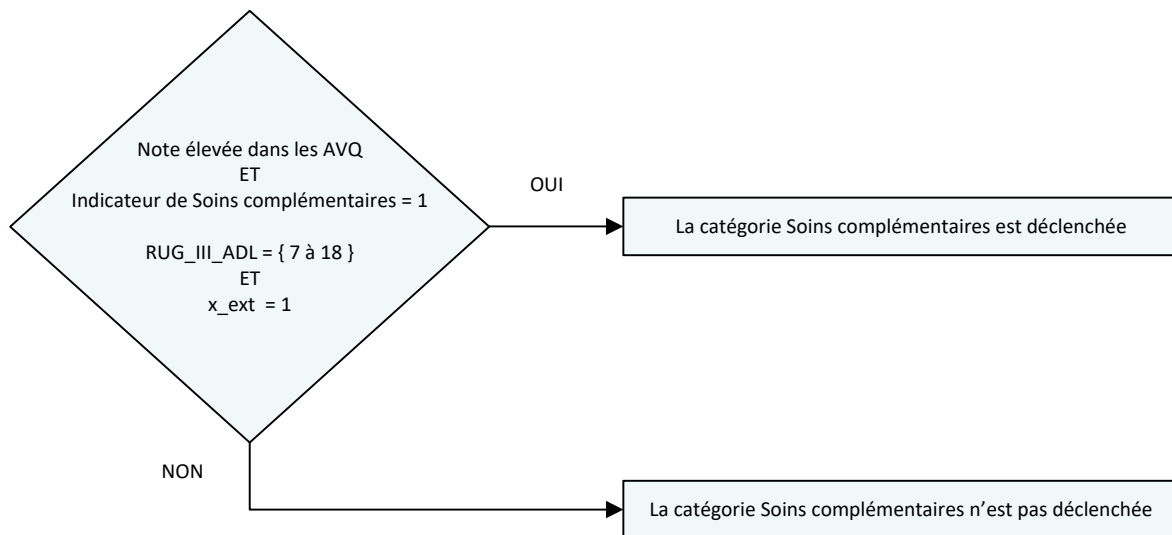 Note élevée dans les AVQ
ET
Indicateur de Soins complémentaires = 1
RUG_III_ADL = { 7 à 18 }
ET
x_ext = 1
OUI
La catégorie Soins complémentaires est déclenchée
NON
La catégorie Soins complémentaires n’est pas déclenchée